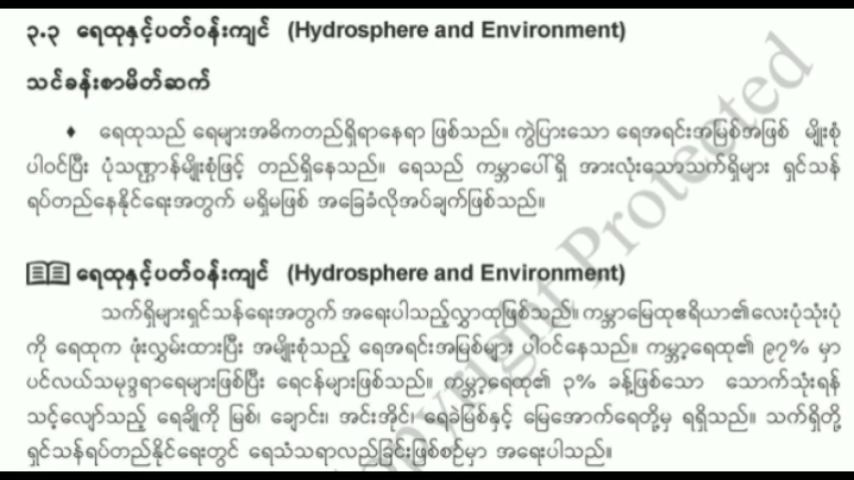 ၃.၃ ရေထုနှင့်ပတ်ဝန်းကျင် (Hydrosphere and Environment)
သင်ခန်းစာမိတ်ဆက်
♦ ရေထုသည် ရေများအဓိကတည်ရှိရာနေရာ ဖြစ်သည်။ ကွဲပြားသော ရေအရင်းအမြစ်အဖြစ် မျိုးစုံ
ပါဝင်ပြီး ပုံသဏ္ဌာန်မျိုးစုံဖြင့် တည်ရှိနေသည်။ ရေသည် ကမ္ဘာပေါ်ရှိ အားလုံးသောသက်ရှိများ ရှင်သန်
ရပ်တည်နေနိုင်ရေးအတွက် မရှိမဖြစ် အခြေခံလိုအပ်ချက်ဖြစ်သည်။
ရေထုနှင့်ပတ်ဝန်းကျင် (Hydrosphere and Environment)
သက်ရှိများရှင်သန်ရေးအတွက် အရေးပါသည့်လွှာထုဖြစ်သည်။ ကမ္ဘာမြေထုဧရိယာ၏လေးပုံသုံးပုံ
ကို ရေထုက ဖုံးလွှမ်းထားပြီး အမျိုးစုံသည့် ရေအရင်းအမြစ်များ ပါဝင်နေသည်။ ကမ္ဘာ့ရေထု၏ ၉၇% မှာ
ပင်လယ်သမုဒ္ဒရာရေများဖြစ်ပြီး ရေငန်များဖြစ်သည်။ ကမ္ဘာ့ရေထု၏ ၃% ခန့်ဖြစ်သော သောက်သုံးရန်
သင့်လျော်သည့် ရေချိုကို မြစ်၊ ချောင်း၊ အင်းအိုင်၊ ရေခဲမြစ်နှင့် မြေအောက်ရေတို့မှ ရရှိသည်။ သက်ရှိတို့
ရှင်သန်ရပ်တည်နိုင်ရေးတွင် ရေသံသရာလည်ခြင်းဖြစ်စဉ်မှာ အရေးပါသည်။
Copyright Protected